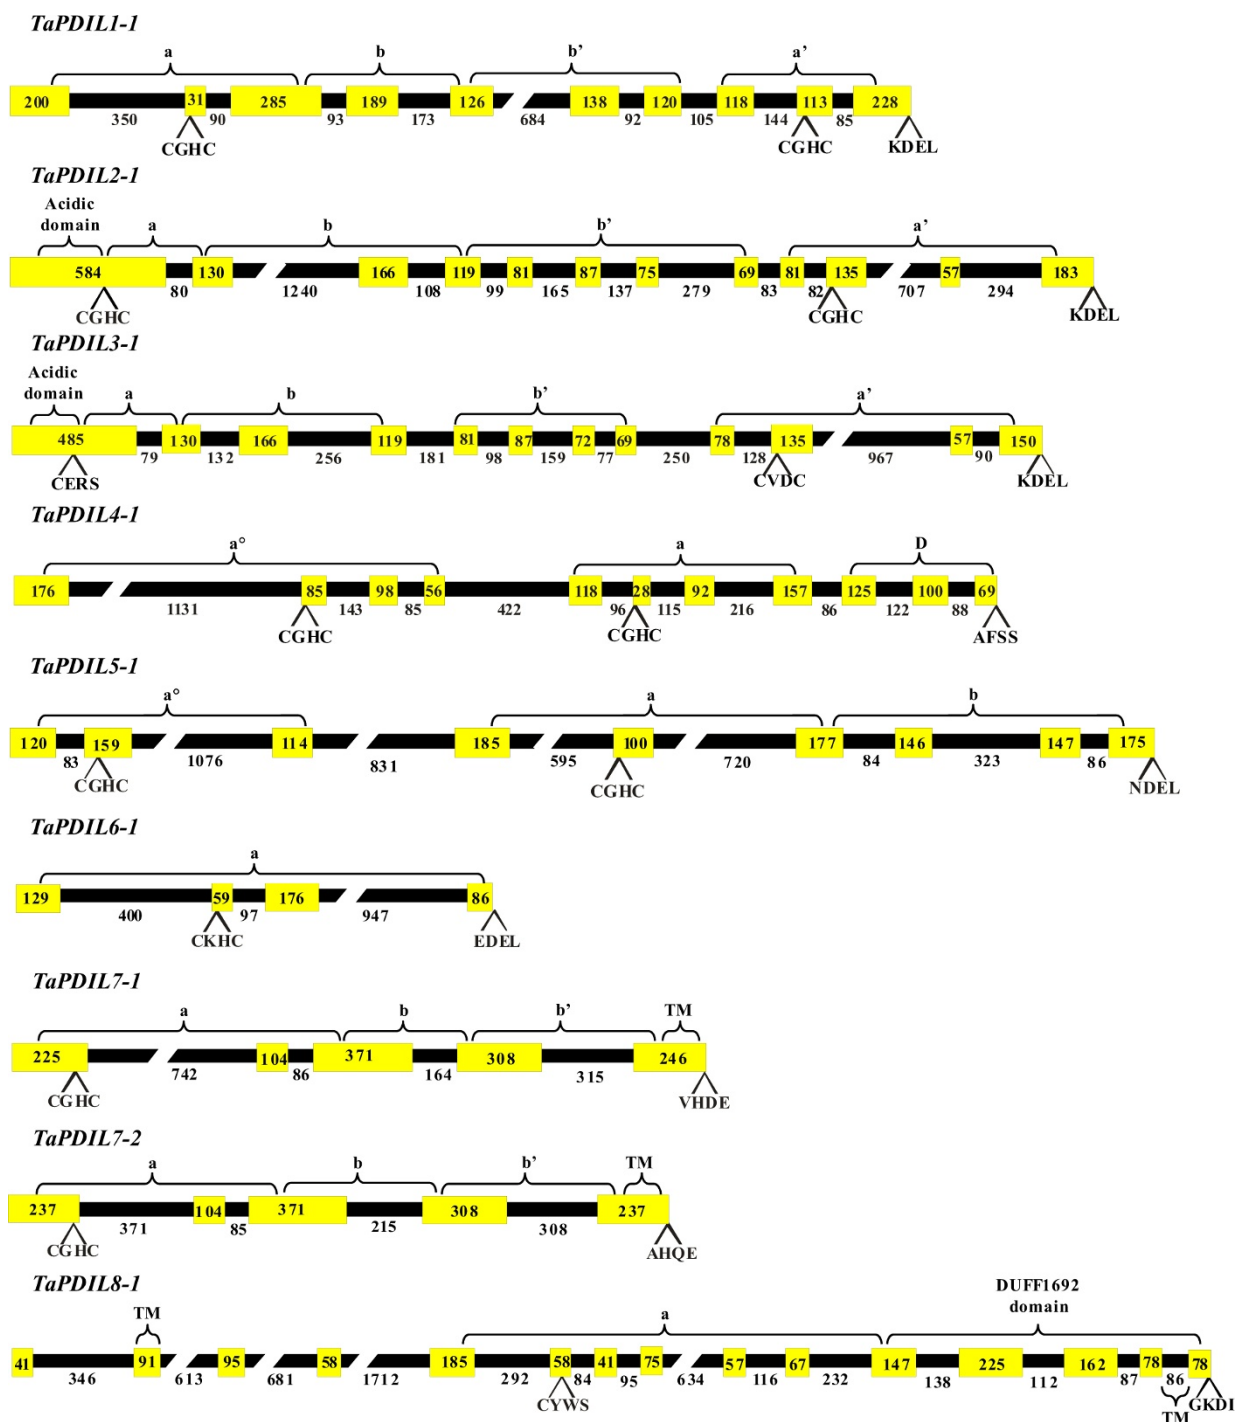 TaPDIL1-1
a b b’ a’
200 31 285 189 126 138 120 118 113 228
350 90 93 173 684 92 105 144 85
CGHC CGHC KDEL
TaPDIL2-1
Acidic
domain a b b’ a’
584 130 166 119 81 87 75 69 81 135 57 183
80 1240 108 99 165 137 279 83 82 707 294
CGHC CGHC KDEL
TaPDIL3-1
Acidic
domain a b b’ a’
485 130 166 119 81 87 72 69 78 135 57 150
79 132 256 181 98 159 77 250 128 967 90
CERS CVDC KDEL
TaPDIL4-1
a° a D
176 85 98 56 118 28 92 157 125 100 69
1131 143 85 422 96 115 216 86 122 88
CGHC CGHC AFSS
TaPDIL5-1
a° a b
120 159 114 185 100 177 146 147 175
83 1076 831 595 720 84 323 86
CGHC CGHC NDEL
TaPDIL6-1
a
129 59 176 86
400 97 947
CKHC EDEL
TaPDIL7-1
a b b’ TM
225 104 371 308 246
742 86 164 315
CGHC VHDE
TaPDIL7-2
a b b’ TM
237 104 371 308 237
371 85 215 308
CGHC AHQE
TaPDIL8-1
DUFF1692
domain
TM a
41 91 95 58 185 58 41 75 57 67 147 225 162 78 78
346 613 681 1712 292 84 95 634 116 232 138 112 87 86
CYWS TM GKDI